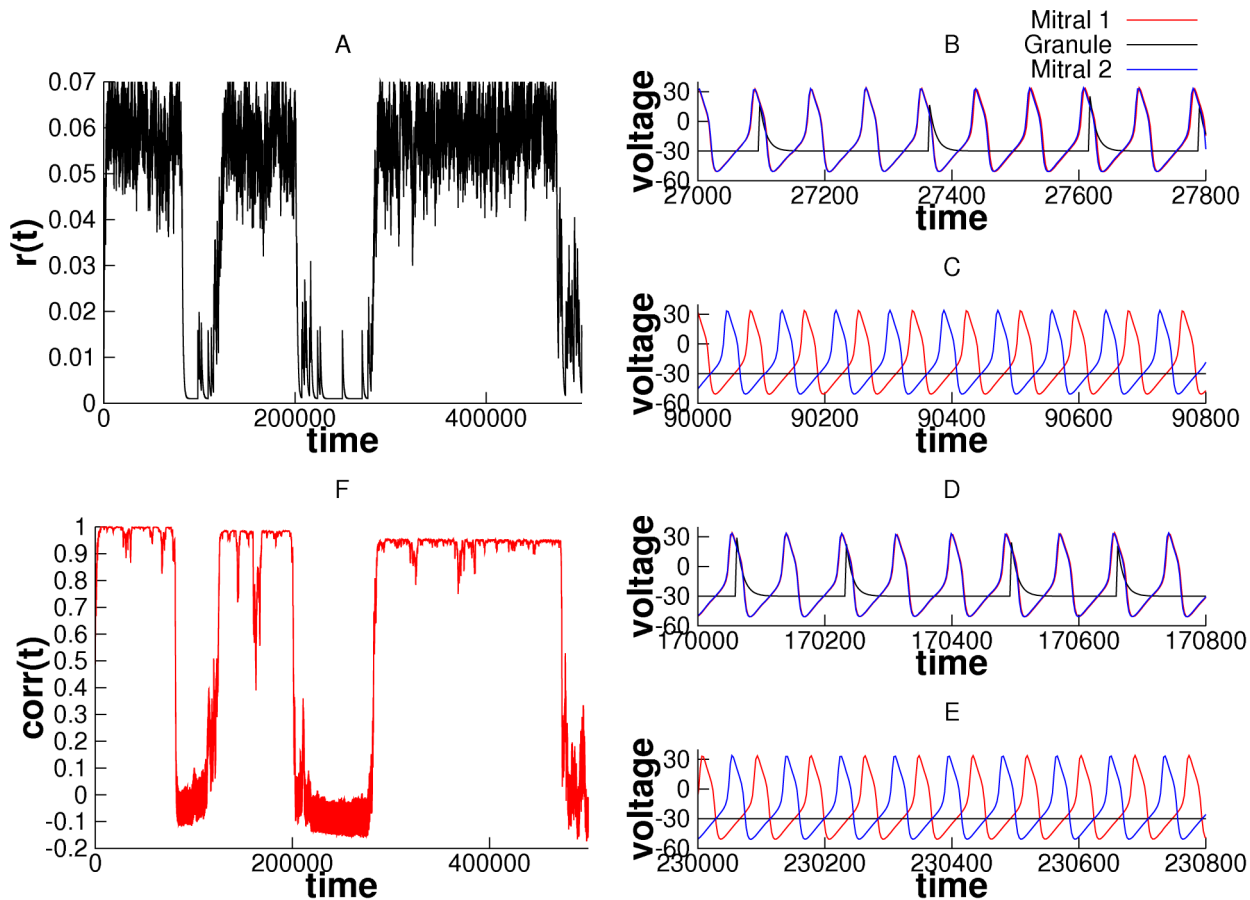 A
0.07
0.06
0.05
0.04
0.03
0.02
0.01
0
r(t)
0 200000 400000
time
Mitral 1
Granule
Mitral 2
B
30
0
-30
-60
voltage
27000 27200 27400 27600 27800
time
C
30
0
-30
-60
voltage
90000 90200 90400 90600 90800
time
F
1
0.9
0.8
0.7
0.6
0.5
0.4
0.3
0.2
0.1
0
-0.1
-0.2
corr(t)
0 200000 400000
time
D
30
0
-30
-60
voltage
170000 170200 170400 170600 170800
time
E
30
0
-30
-60
voltage
230000 230200 230400 230600 230800
time